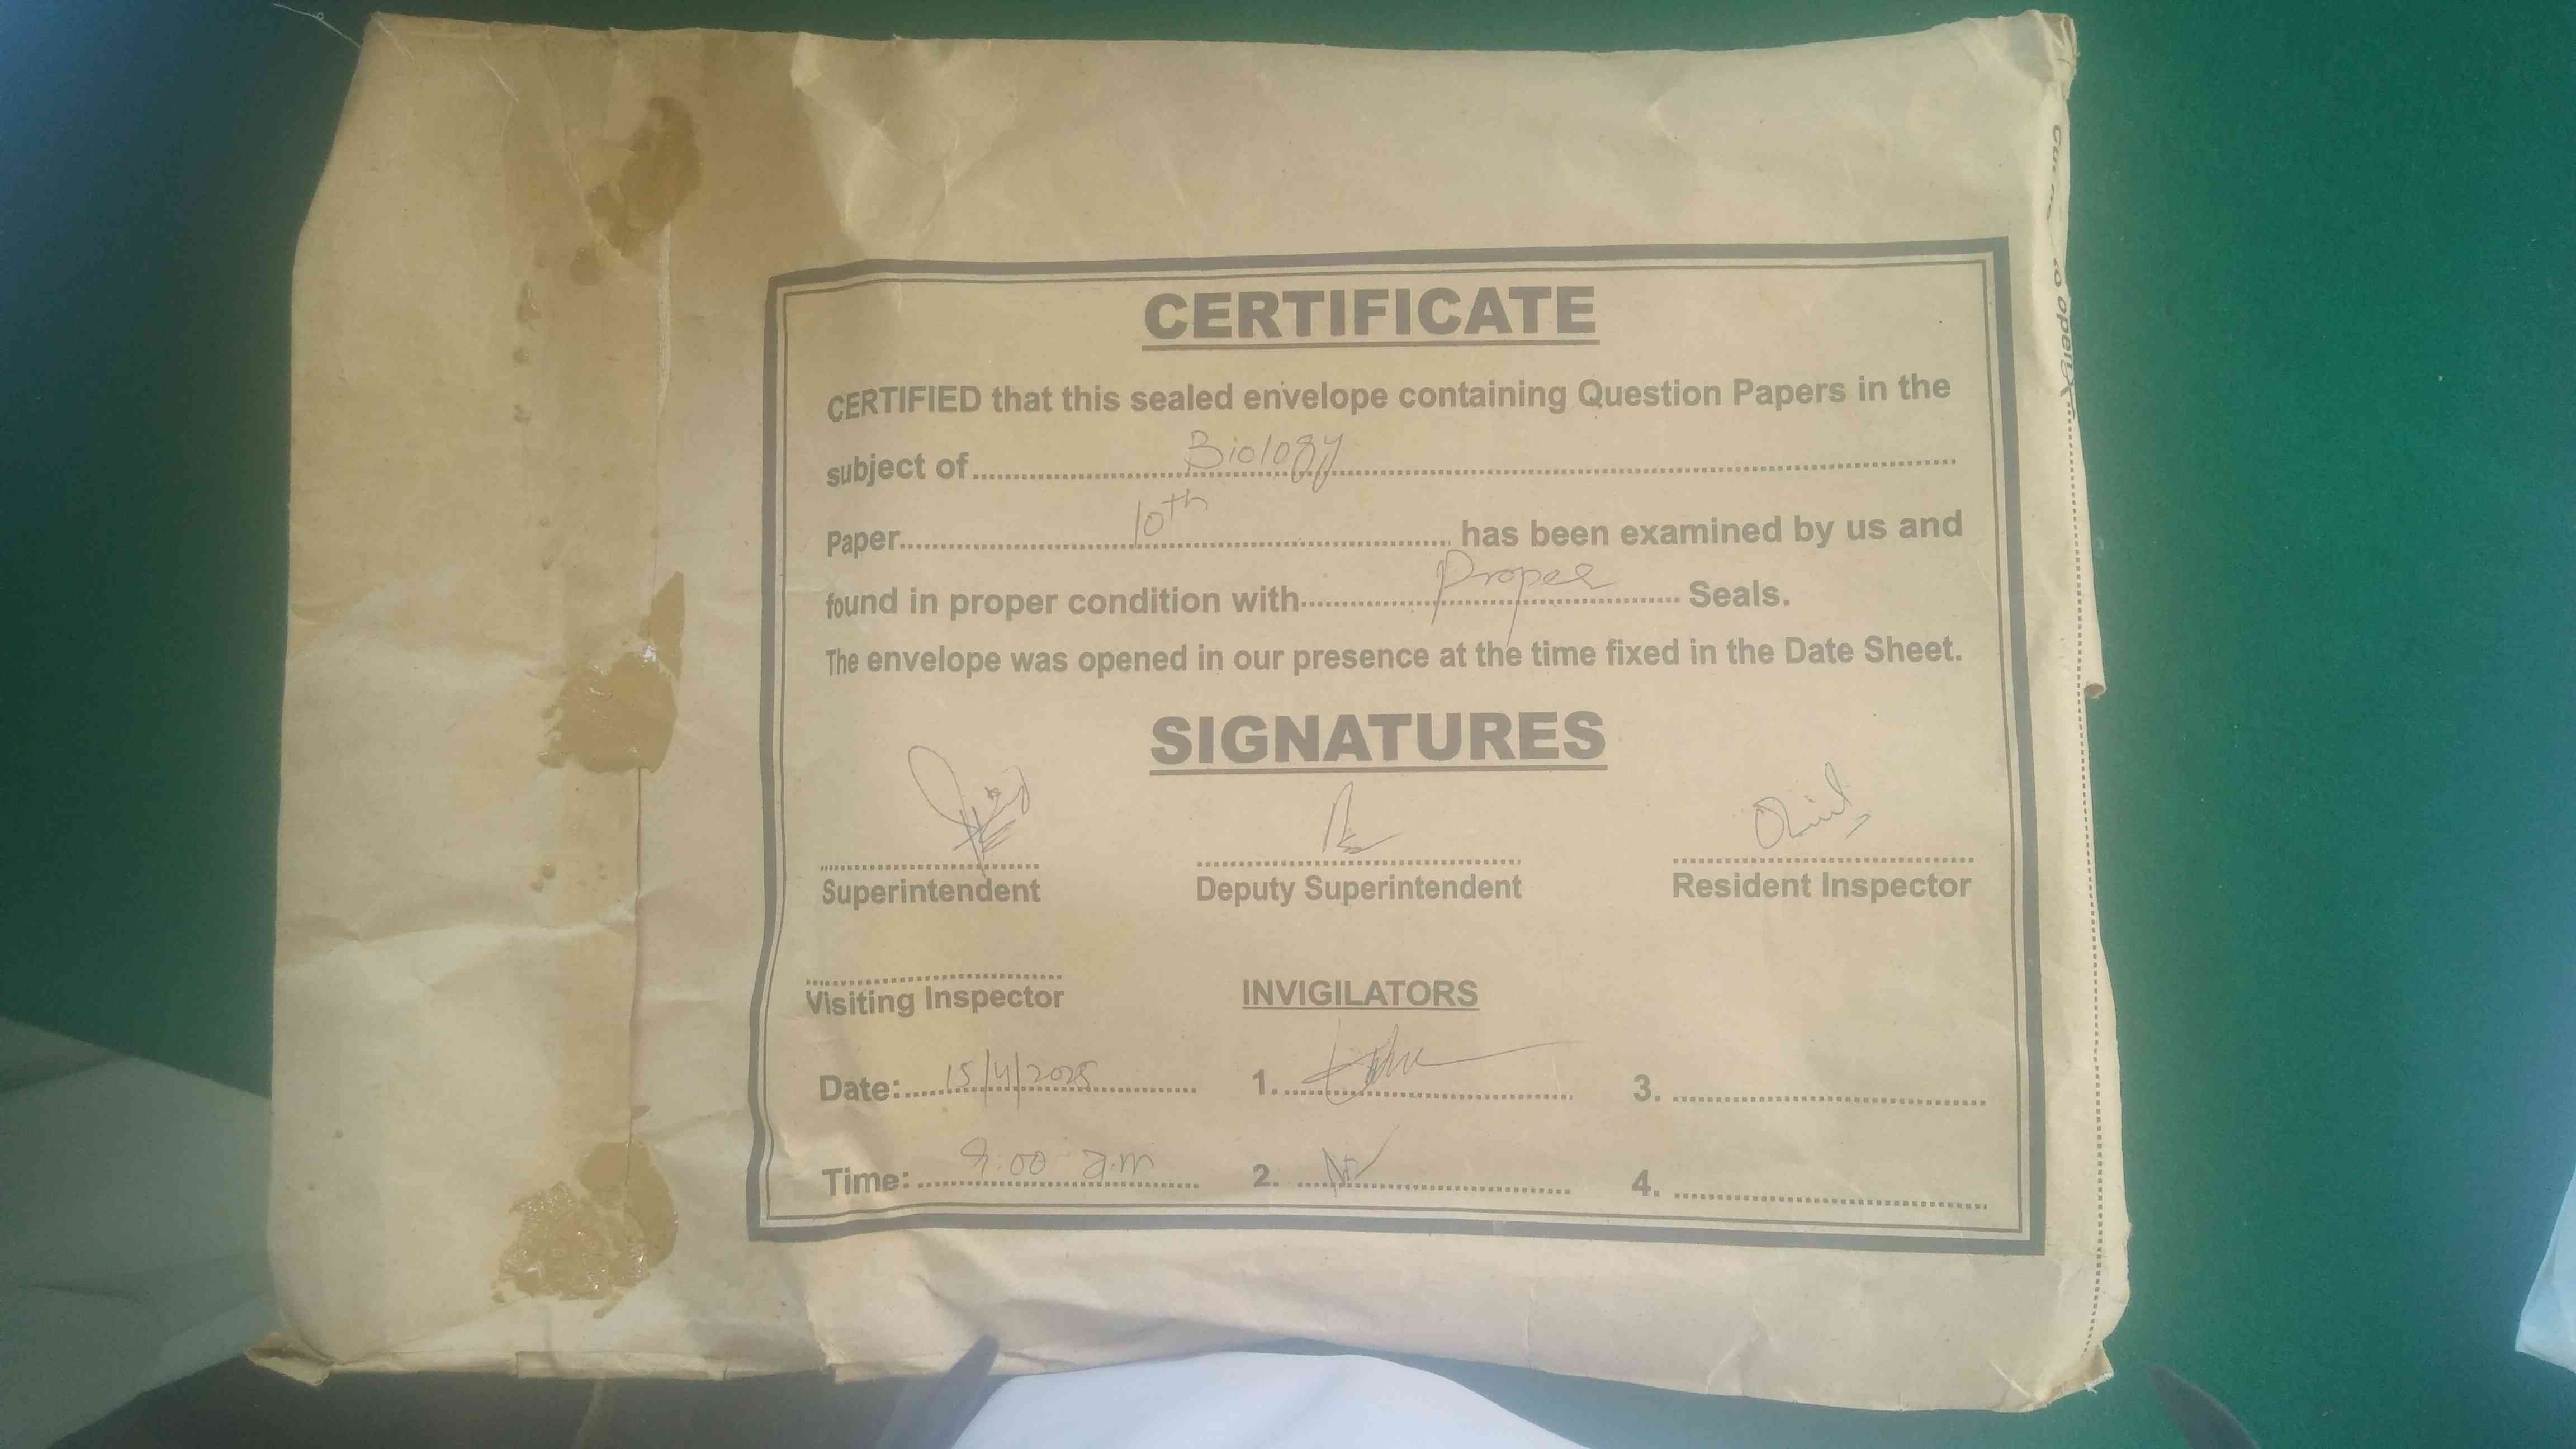 CERTIFICATE
CERTIFIED that this sealed envelope containing Question Papers in the
subject of Biology
Paper 10th has been examined by us and
found in proper condition with Proper Seals.
The envelope was opened in our presence at the time fixed in the Date Sheet.
SIGNATURES
Superintendent Deputy Superintendent Resident Inspector
Visiting Inspector INVIGILATORS
Date: 15/4/2025 1. 3.
Time: 9:00 a.m 2. 4.
to open